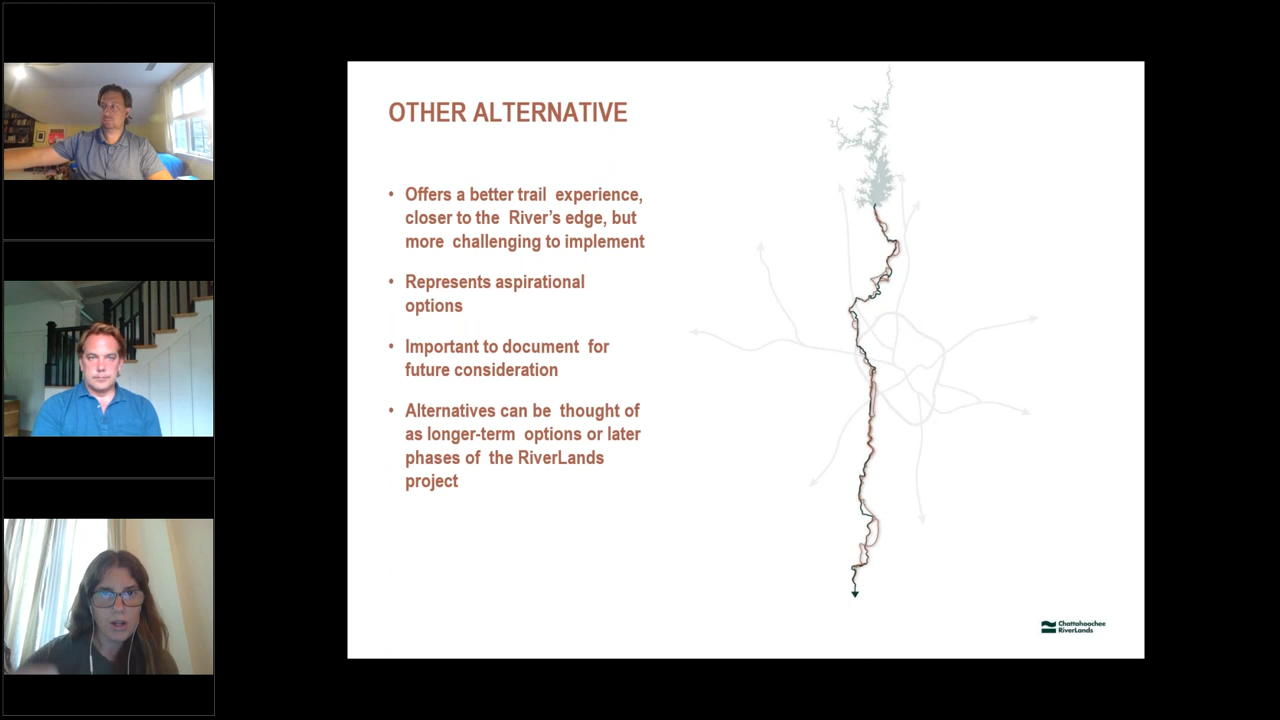 OTHER ALTERNATIVE
• Offers a better trail experience,
closer to the River's edge, but
more challenging to implement
• Represents aspirational
options
• Important to document for
future consideration
• Alternatives can be thought of
as longer-term options or later
phases of the RiverLands
project
Chattahoochee
RiverLands